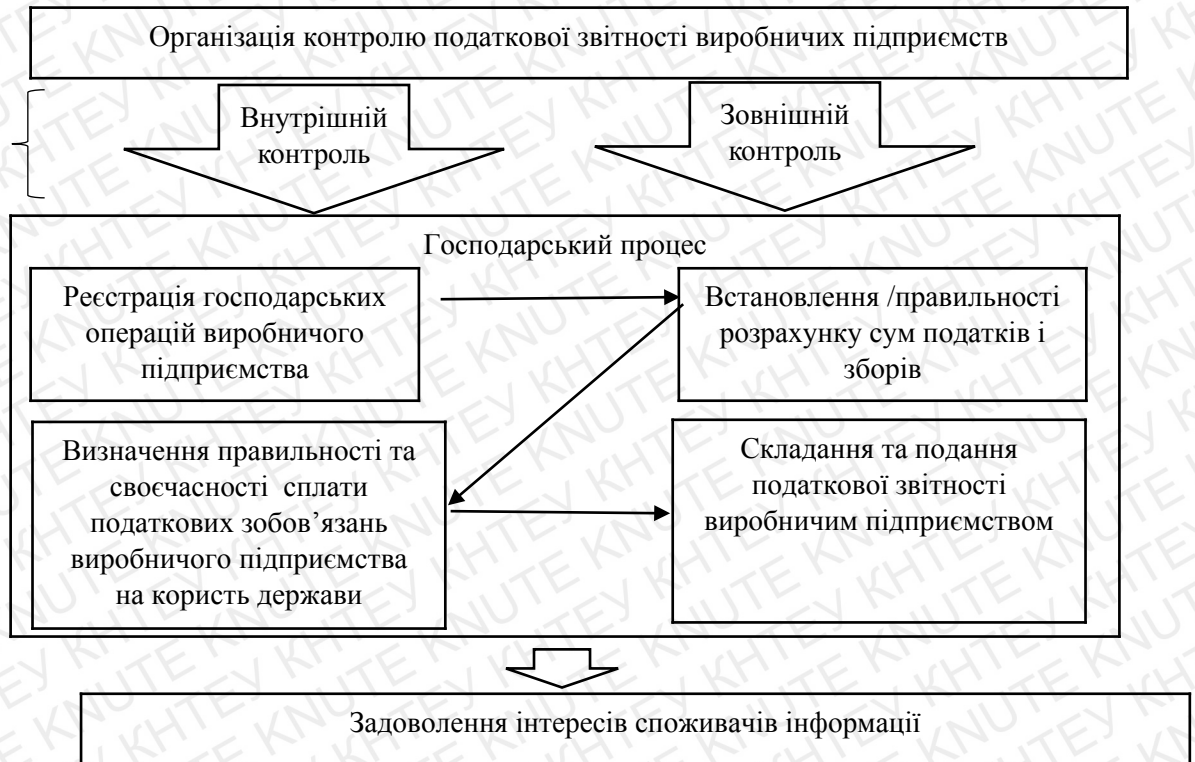 Організація контролю податкової звітності виробничих підприємств
Внутрішній
контроль
Зовнішній
контроль
Господарський процес
Реєстрація господарських
операцій виробничого
підприємства
Встановлення /правильності
розрахунку сум податків і
зборів
Визначення правильності та
своєчасності сплати
податкових зобов’язань
виробничого підприємства
на користь держави
Складання та подання
податкової звітності
виробничим підприємством
Задоволення інтересів споживачів інформації